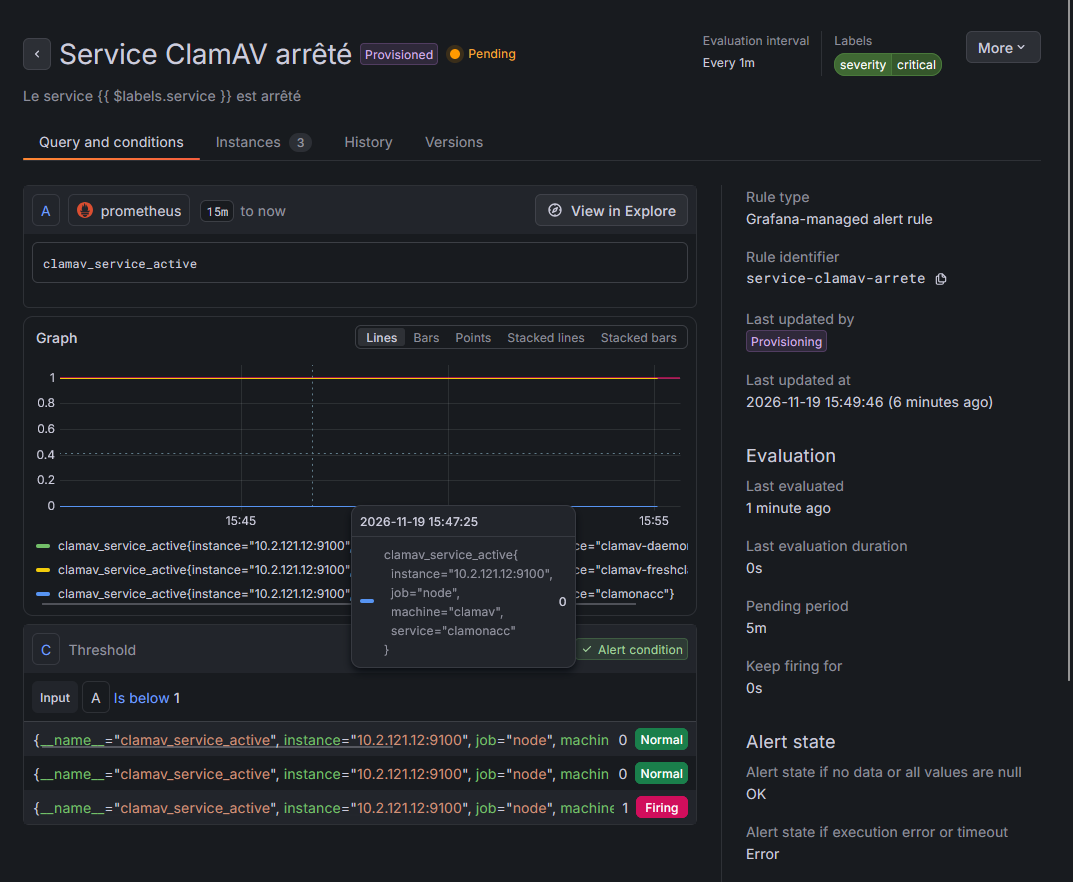 Service ClamAV arrêté Provisioned Pending
Evaluation interval
Every 1m
Labels
severity critical
More
Le service {{ $labels.service }} est arrêté
Query and conditions Instances 3 History Versions
A prometheus 15m to now View in Explore
clamav_service_active
Graph Lines Bars Points Stacked lines Stacked bars
1
0.8
0.6
0.4
0.2
0
15:45 15:55
clamav_service_active{instance="10.2.121.12:9100", ce="clamav-daemo
clamav_service_active{instance="10.2.121.12:9100", ce="clamav-freshcla
clamav_service_active{instance="10.2.121.12:9100", ce="clamonacc"}
2026-11-19 15:47:25
clamav_service_active{
instance="10.2.121.12:9100",
job="node",
machine="clamav",
service="clamonacc"
}
0
C Threshold Alert condition
Input A Is below 1
{__name__="clamav_service_active", instance="10.2.121.12:9100", job="node", machin 0 Normal
{__name__="clamav_service_active", instance="10.2.121.12:9100", job="node", machin 0 Normal
{__name__="clamav_service_active", instance="10.2.121.12:9100", job="node", machine 1 Firing
Rule type
Grafana-managed alert rule
Rule identifier
service-clamav-arrete
Last updated by
Provisioning
Last updated at
2026-11-19 15:49:46 (6 minutes ago)
Evaluation
Last evaluated
1 minute ago
Last evaluation duration
0s
Pending period
5m
Keep firing for
0s
Alert state
Alert state if no data or all values are null
OK
Alert state if execution error or timeout
Error